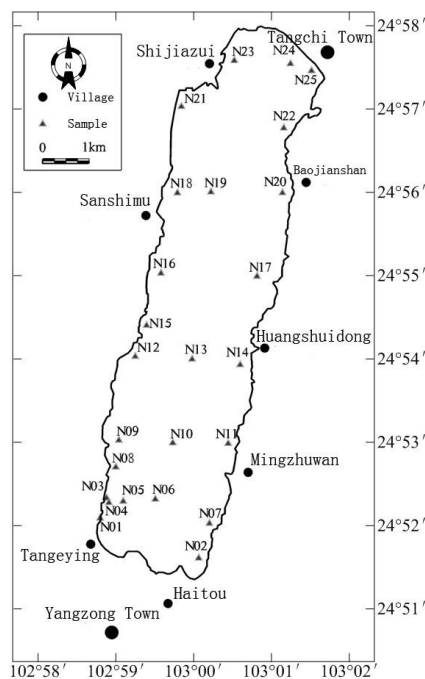 24°58′
Tangchi Town
N24
N23
Shijiazui
N
N25
Village
Sample
0 1km
24°57′
N21
N22
Baojianshan
24°56′
N18 N19 N20
Sanshimu
24°55′
N16 N17
N15
Huangshuidong
24°54′
N12 N13 N14
24°53′
N09 N10 N11
Mingzhuwan
N08
N03 N05 N06
N04
N07
24°52′
N01
Tangeying
N02
Haitou
24°51′
Yangzong Town
102°58′ 102°59′ 103°00′ 103°01′ 103°02′